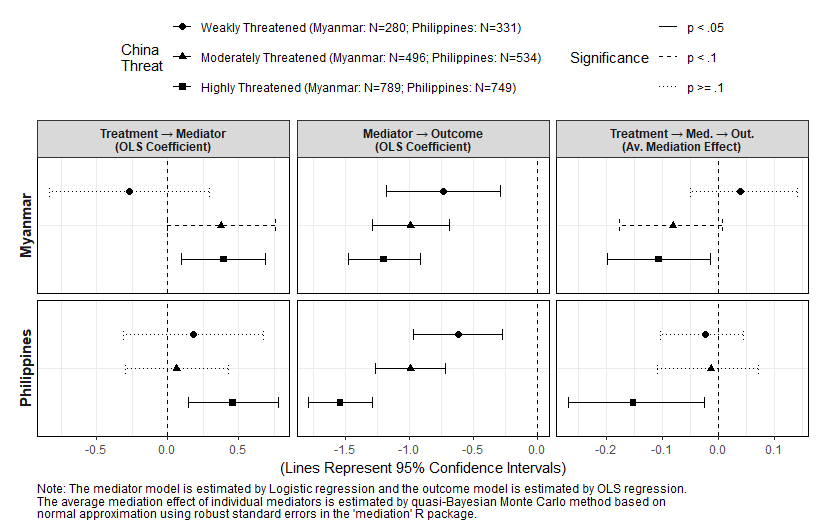 China
Threat
Weakly Threatened (Myanmar: N=280; Philippines: N=331)
Moderately Threatened (Myanmar: N=496; Philippines: N=534)
Highly Threatened (Myanmar: N=789; Philippines: N=749)
Significance
p < .05
p < .1
p >= .1
Treatment → Mediator
(OLS Coefficient)
Mediator → Outcome
(OLS Coefficient)
Treatment → Med. → Out.
(Av. Mediation Effect)
Myanmar
Philippines
-0.5 0.0 0.5
-1.5 -1.0 -0.5 0.0
-0.2 -0.1 0.0 0.1
(Lines Represent 95% Confidence Intervals)
Note: The mediator model is estimated by Logistic regression and the outcome model is estimated by OLS regression.
The average mediation effect of individual mediators is estimated by quasi-Bayesian Monte Carlo method based on
normal approximation using robust standard errors in the 'mediation' R package.